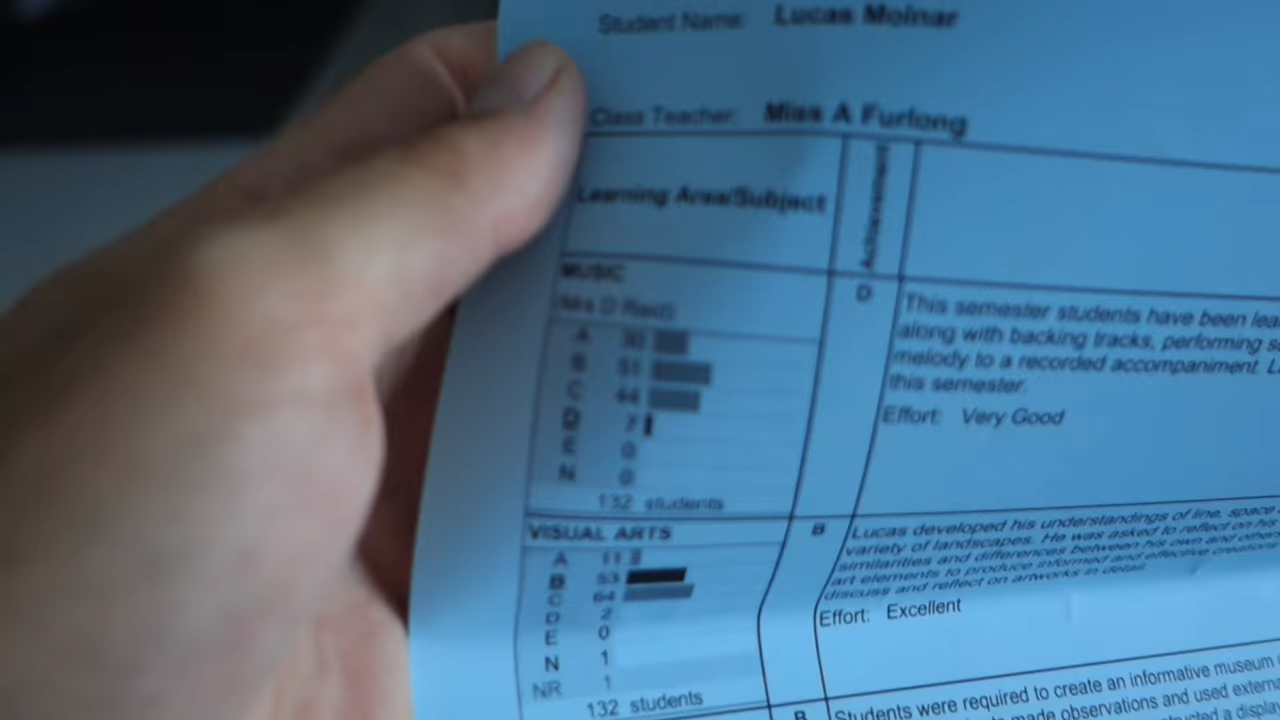 Student Name: Lucas Molnar
Class Teacher: Miss A Furlong
Learning Area/Subject
Achievement
MUSIC
D
Mrs D Reid
This semester students have been lea
A 30
along with backing tracks, performing s
B 51
melody to a recorded accompaniment. L
C 44
this semester.
D 7
Effort: Very Good
E 0
N 0
132 students
VISUAL ARTS
B
Lucas developed his understandings of line, space
variety of landscapes. He was asked to reflect on his
A 11
similarities and differences between his own and others
B 53
art elements to produce informed and effective creations
C 64
discuss and reflect on artworks in detail.
D 2
Effort: Excellent
E 0
N 1
NR 1
132 students
B
Students were required to create an informative museum
made observations and used externa
a display